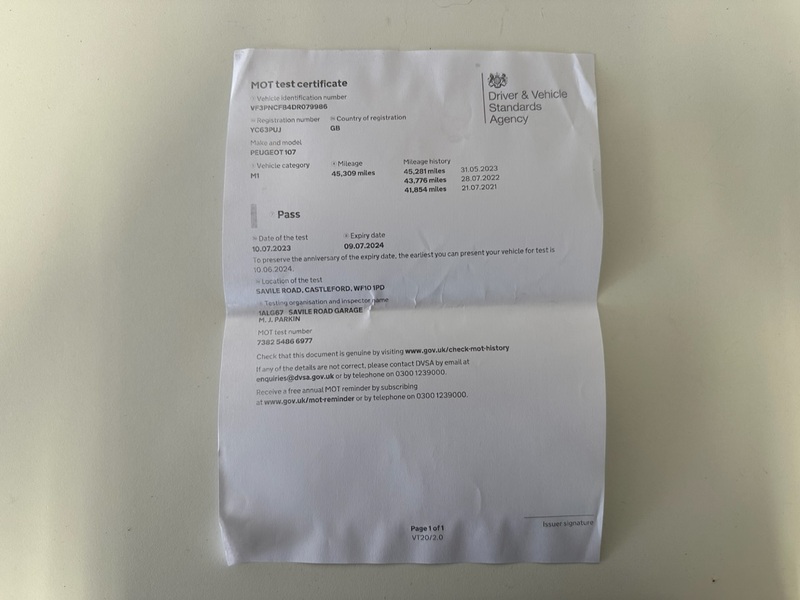 MOT test certificate
Driver & Vehicle
Standards
Agency
Vehicle identification number
VF3PNCFB4DR079986
Registration number
Country of registration
YC63PUJ
GB
Make and model
PEUGEOT 107
Vehicle category
Mileage
Mileage history
M1
45,309 miles
45,281 miles 31.05.2023
43,776 miles 28.07.2022
41,854 miles 21.07.2021
Pass
Date of the test
Expiry date
10.07.2023
09.07.2024
To preserve the anniversary of the expiry date, the earliest you can present your vehicle for test is
10.06.2024.
Location of the test
SAVILE ROAD, CASTLEFORD, WF10 1PD
Testing organisation and inspector name
1ALG67 SAVILE ROAD GARAGE
M. J. PARKIN
MOT test number
7382 5486 6977
Check that this document is genuine by visiting www.gov.uk/check-mot-history
If any of the details are not correct, please contact DVSA by email at
enquiries@dvsa.gov.uk or by telephone on 0300 1239000.
Receive a free annual MOT reminder by subscribing
at www.gov.uk/mot-reminder or by telephone on 0300 1239000.
Issuer signature
Page 1 of 1
VT20/2.0